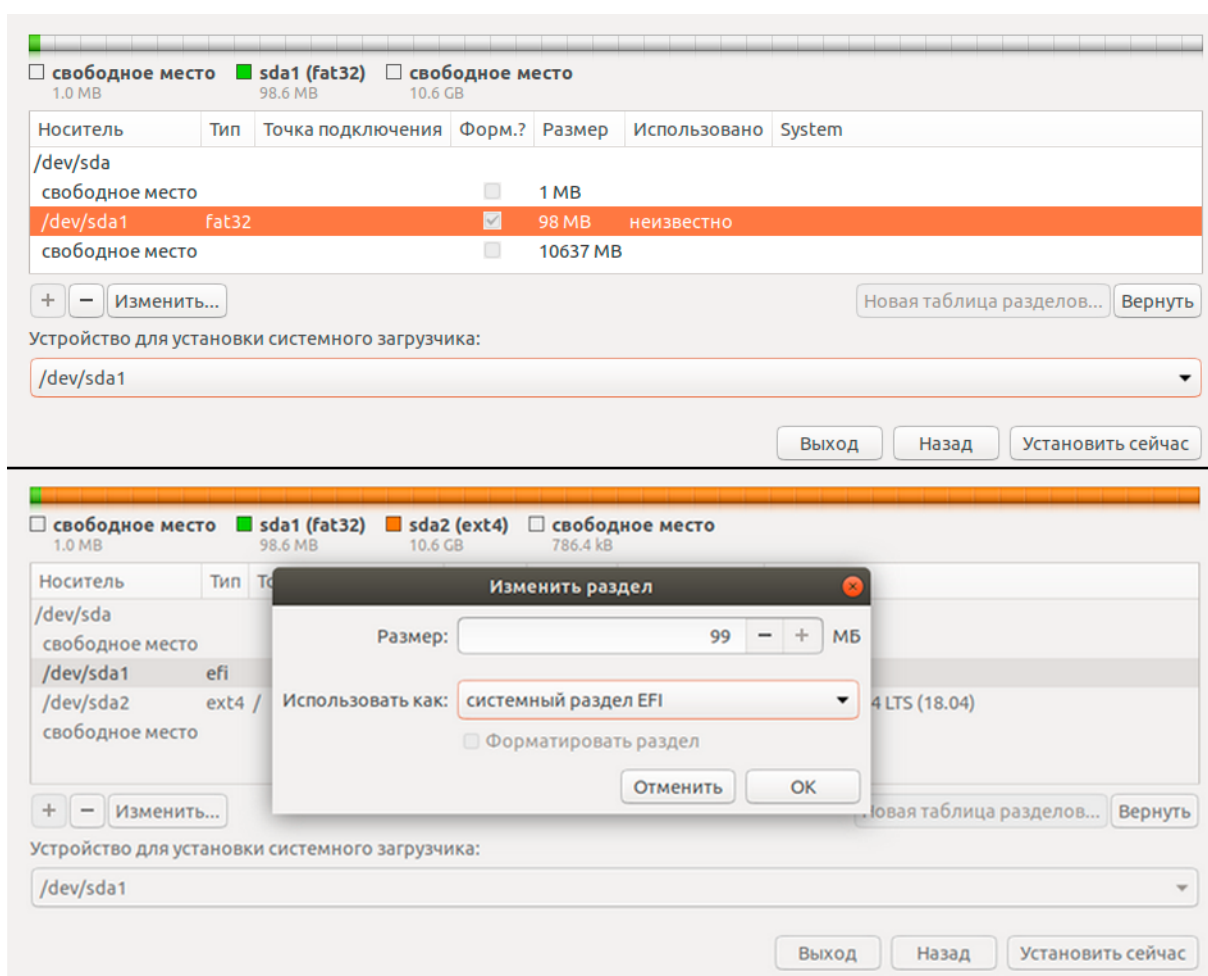 свободное место sda1 (fat32) свободное место
1.0 MB 98.6 MB 10.6 GB
Носитель Тип Точка подключения Форм.? Размер Использовано System
/dev/sda
свободное место 1 MB
/dev/sda1 fat32 98 MB неизвестно
свободное место 10637 MB
+ − Изменить... Новая таблица разделов... Вернуть
Устройство для установки системного загрузчика:
/dev/sda1
Выход Назад Установить сейчас
свободное место sda1 (fat32) sda2 (ext4) свободное место
1.0 MB 98.6 MB 10.6 GB 786.4 kB
Носитель Тип
Изменить раздел
/dev/sda
Размер: 99 − + МБ
свободное место
/dev/sda1 efi
Использовать как: системный раздел EFI
/dev/sda2 ext4 / 4 LTS (18.04)
свободное место
Форматировать раздел
Отменить ОК
+ − Изменить... Новая таблица разделов... Вернуть
Устройство для установки системного загрузчика:
/dev/sda1
Выход Назад Установить сейчас